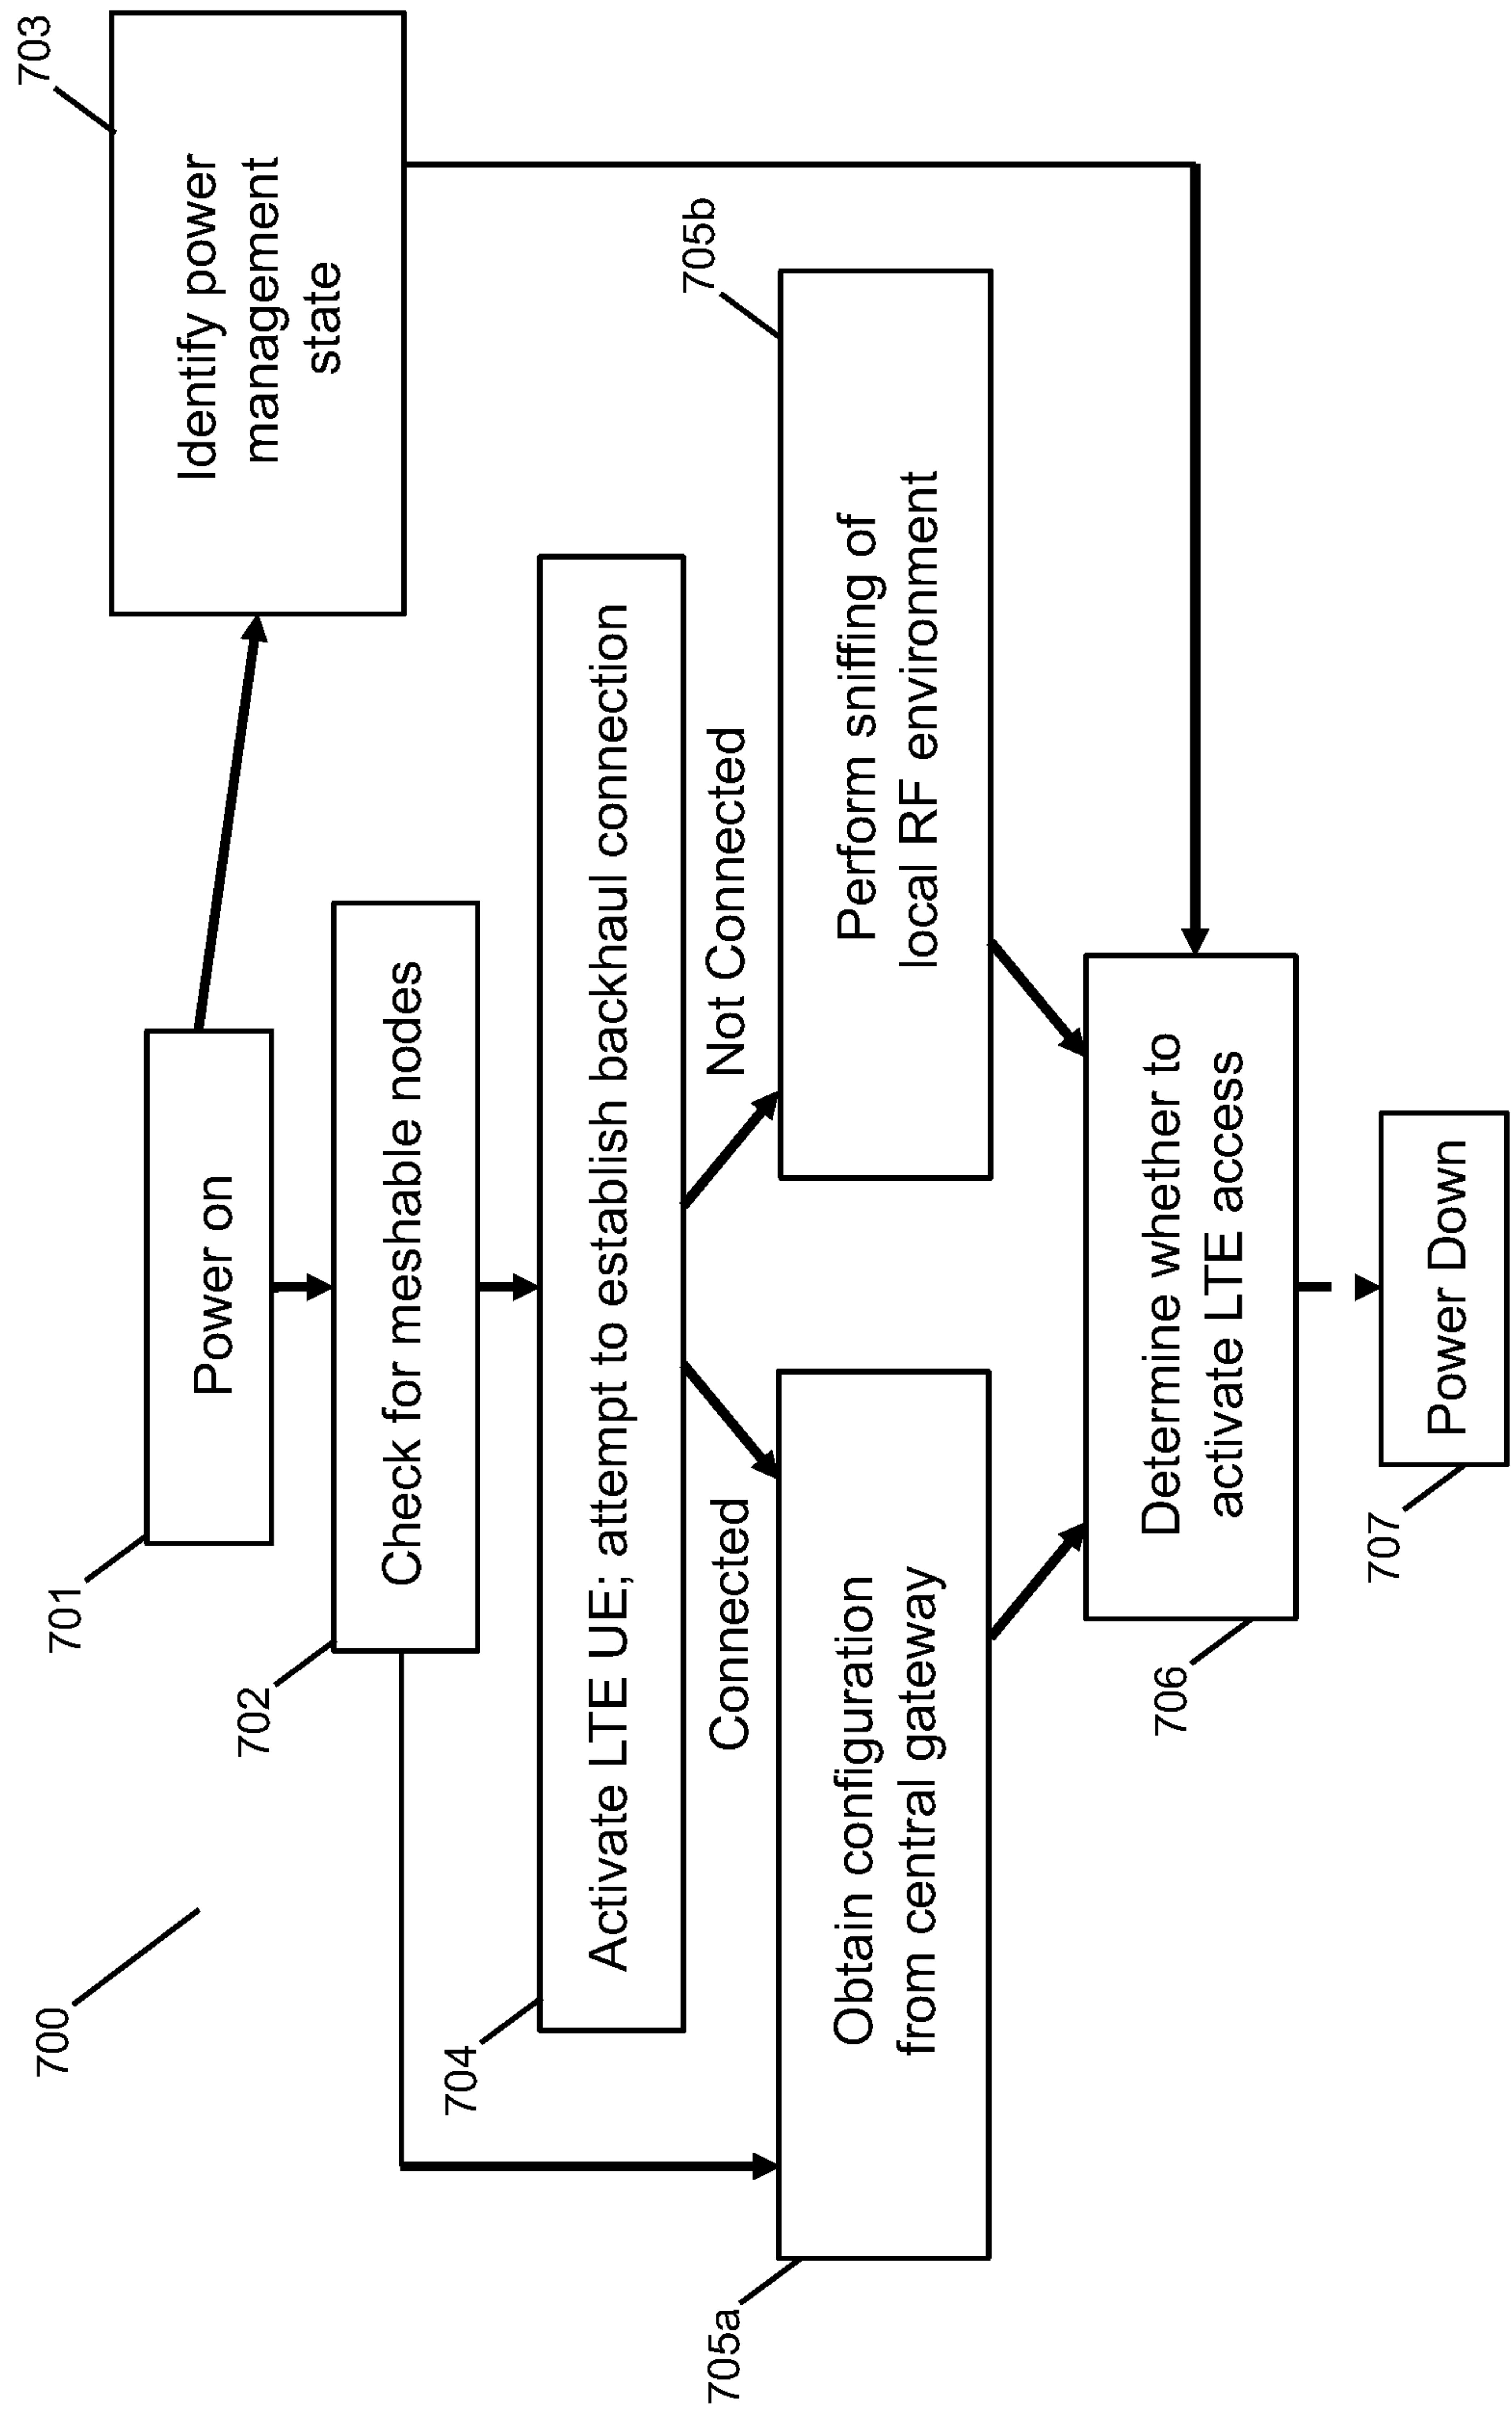 700
701
Power on
703
Identify power
management
state
702
Check for meshable nodes
704
Activate LTE UE; attempt to establish backhaul connection
Connected
Not Connected
705a
Obtain configuration
from central gateway
705b
Perform sniffing of
local RF environment
706
Determine whether to
activate LTE access
707
Power Down